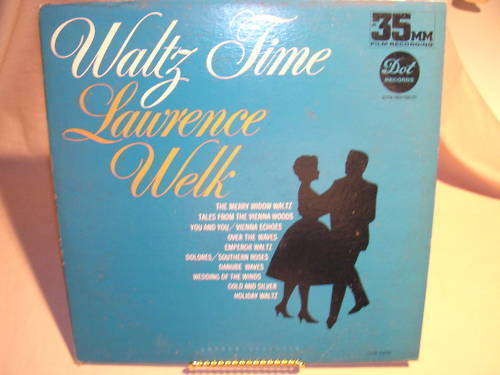 Waltz Time
Lawrence
Welk
35 MM
FILM RECORDING
Dot
RECORDS
THE MERRY WIDOW WALTZ
TALES FROM THE VIENNA WOODS
YOU AND YOU/VIENNA ECHOES
OVER THE WAVES
EMPEROR WALTZ
DOLORES/SOUTHERN ROSES
DANUBE WAVES
WEDDING OF THE WINDS
GOLD AND SILVER
HOLIDAY WALTZ